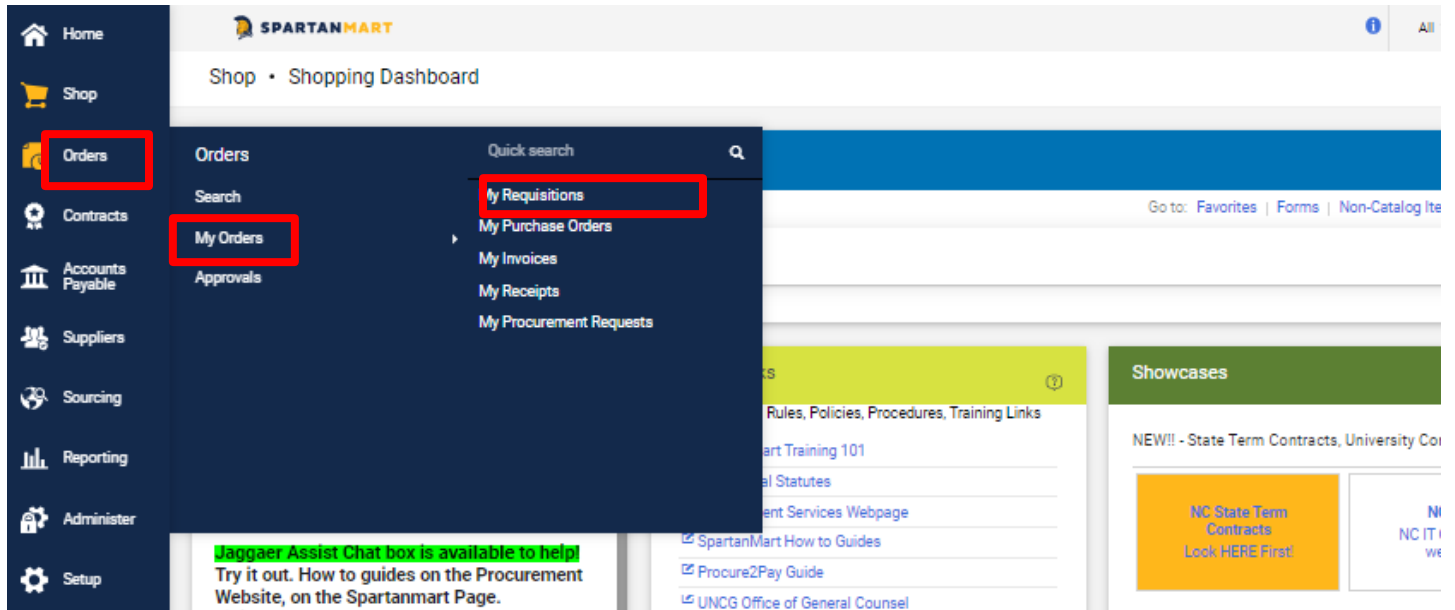 Home
SPARTANMART
All
Shop
Shop • Shopping Dashboard
Orders
Contracts
Accounts
Payable
Suppliers
Sourcing
Reporting
Administer
Setup
Orders
Search
My Orders
Approvals
Quick search
My Requisitions
My Purchase Orders
My Invoices
My Receipts
My Procurement Requests
Go to: Favorites | Forms | Non-Catalog Ite
Rules, Policies, Procedures, Training Links
art Training 101
al Statutes
ent Services Webpage
SpartanMart How to Guides
Procure2Pay Guide
UNCG Office of General Counsel
Showcases
NEW!! - State Term Contracts, University Co
NC State Term
Contracts
Look HERE First!
NC IT
we
Jaggaer Assist Chat box is available to help!
Try it out. How to guides on the Procurement
Website, on the Spartanmart Page.